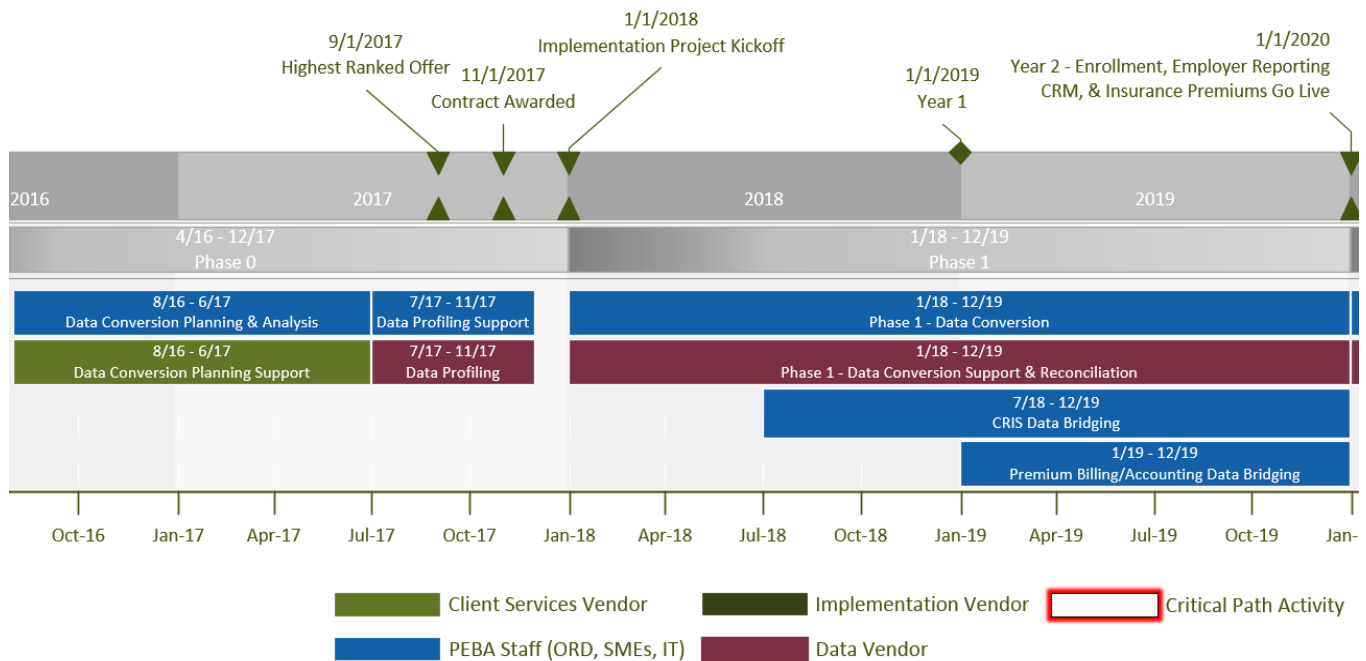 1/1/2018
Implementation Project Kickoff
9/1/2017
Highest Ranked Offer
11/1/2017
Contract Awarded
1/1/2019
Year 1
1/1/2020
Year 2 - Enrollment, Employer Reporting
CRM, & Insurance Premiums Go Live
2016
2017
2018
2019
4/16 - 12/17
Phase 0
1/18 - 12/19
Phase 1
8/16 - 6/17
Data Conversion Planning & Analysis
7/17 - 11/17
Data Profiling Support
1/18 - 12/19
Phase 1 - Data Conversion
8/16 - 6/17
Data Conversion Planning Support
7/17 - 11/17
Data Profiling
1/18 - 12/19
Phase 1 - Data Conversion Support & Reconciliation
7/18 - 12/19
CRIS Data Bridging
1/19 - 12/19
Premium Billing/Accounting Data Bridging
Oct-16
Jan-17
Apr-17
Jul-17
Oct-17
Jan-18
Apr-18
Jul-18
Oct-18
Jan-19
Apr-19
Jul-19
Oct-19
Jan-
Client Services Vendor
Implementation Vendor
Critical Path Activity
PEBA Staff (ORD, SMEs, IT)
Data Vendor